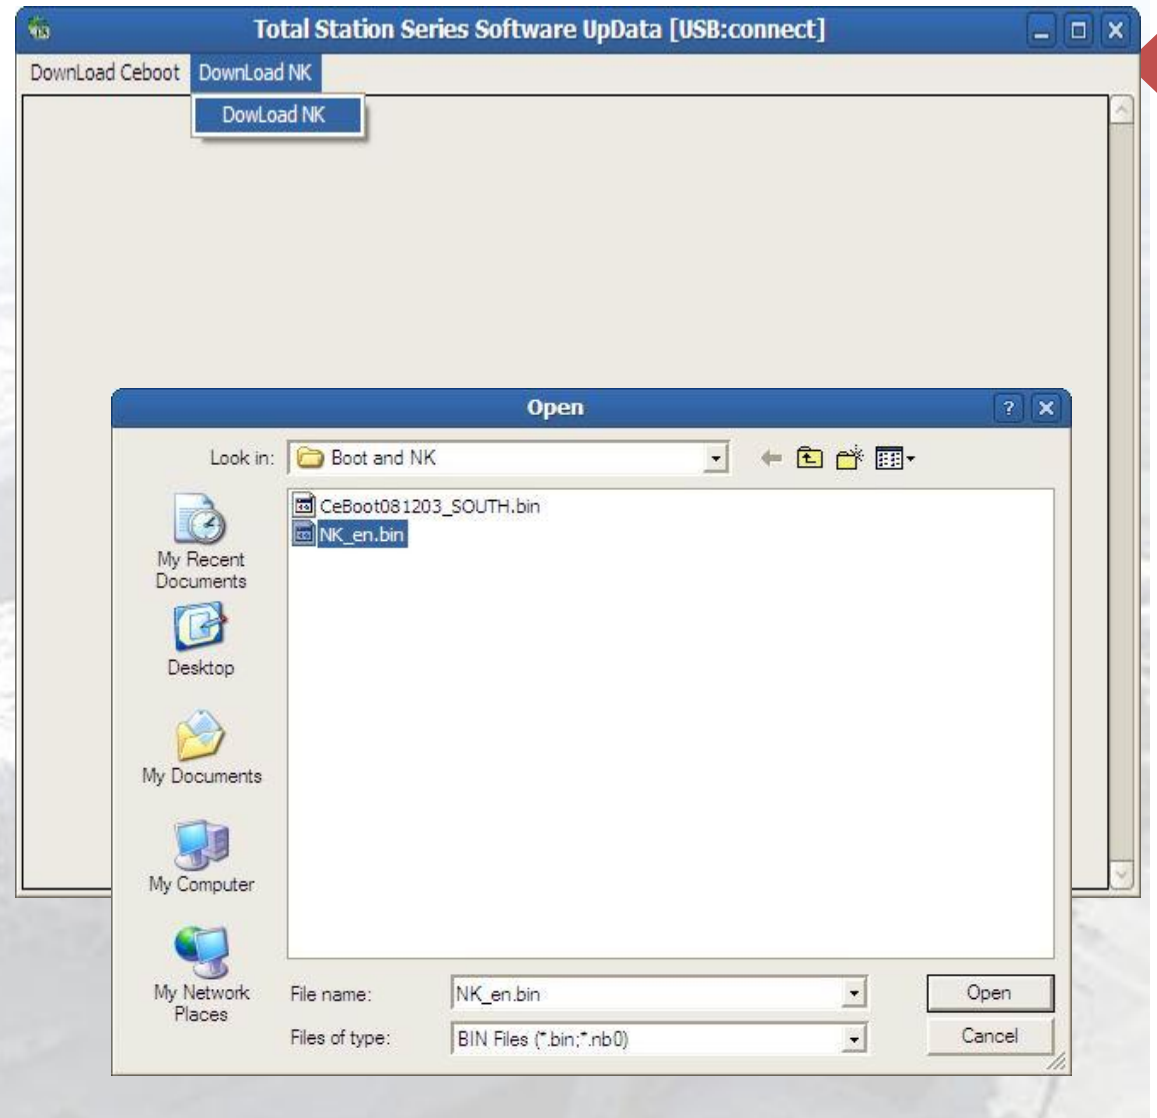 Total Station Series Software UpData [USB:connect]
DownLoad Ceboot DownLoad NK
DowLoad NK
Open
Look in: Boot and NK
CeBoot081203_SOUTH.bin
NK_en.bin
My Recent
Documents
Desktop
My Documents
My Computer
My Network
Places
File name: NK_en.bin Open
Files of type: BIN Files (*.bin;*.nb0) Cancel